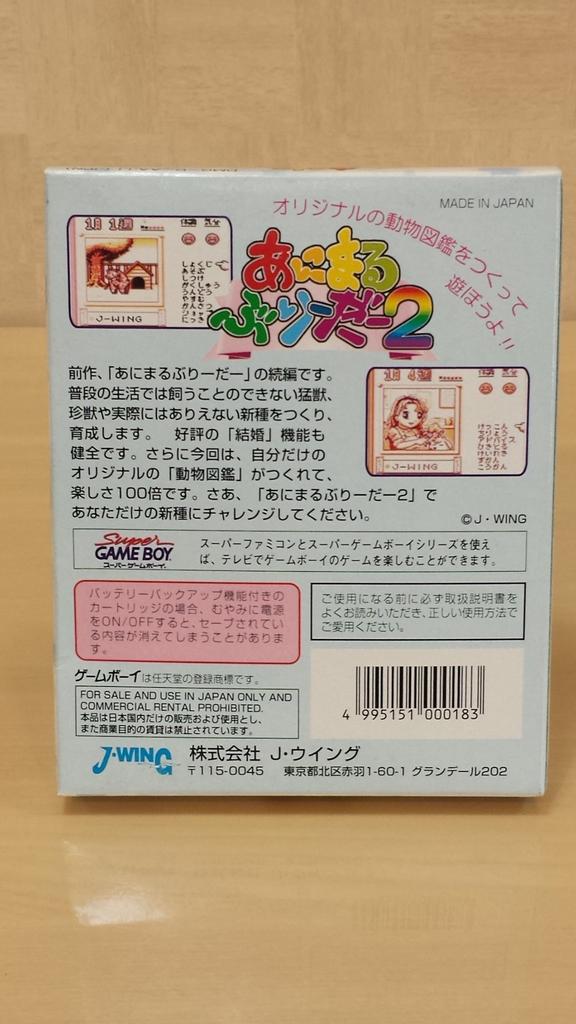 MADE IN JAPAN
オリジナルの動物図鑑をつくって
遊ぼうよ!!
あにまる
ぶりーだー2
1月 1週
J-WING
前作、「あにまるぶりーだー」の続編です。
普段の生活では飼うことのできない猛獣、
珍獣や実際にはありえない新種をつくり、
育成します。 好評の「結婚」機能も
健全です。さらに今回は、自分だけの
オリジナルの「動物図鑑」がつくれて、
楽しさ100倍です。さあ、「あにまるぶりーだー2」で
あなただけの新種にチャレンジしてください。
1月 4週
J-WING
©J・WING
Super
GAME BOY
スーパーゲームボーイ
スーパーファミコンとスーパーゲームボーイシリーズを使え
ば、テレビでゲームボーイのゲームを楽しむことができます。
バッテリーバックアップ機能付きの
カートリッジの場合、むやみに電源
をON/OFFすると、セーブされてい
る内容が消えてしまうことがありま
す。
ご使用になる前に必ず取扱説明書を
よくお読みいただき、正しい使用方法で
ご愛用ください。
ゲームボーイは任天堂の登録商標です。
FOR SALE AND USE IN JAPAN ONLY AND
COMMERCIAL RENTAL PROHIBITED.
本品は日本国内だけの販売および使用とし、
また商業目的の賃貸は禁止されています。
4 995151 000183
J・WING
株式会社 J・ウイング
〒115-0045 東京都北区赤羽1-60-1 グランデール202